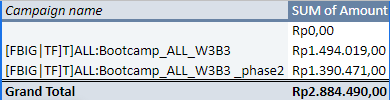 Campaign name SUM of Amount
Rp0,00
[FBIG|TF]T]ALL:Bootcamp_ALL_W3B3 Rp1.494.019,00
[FBIG|TF]T]ALL:Bootcamp_ALL_W3B3 _phase2 Rp1.390.471,00
Grand Total Rp2.884.490,00